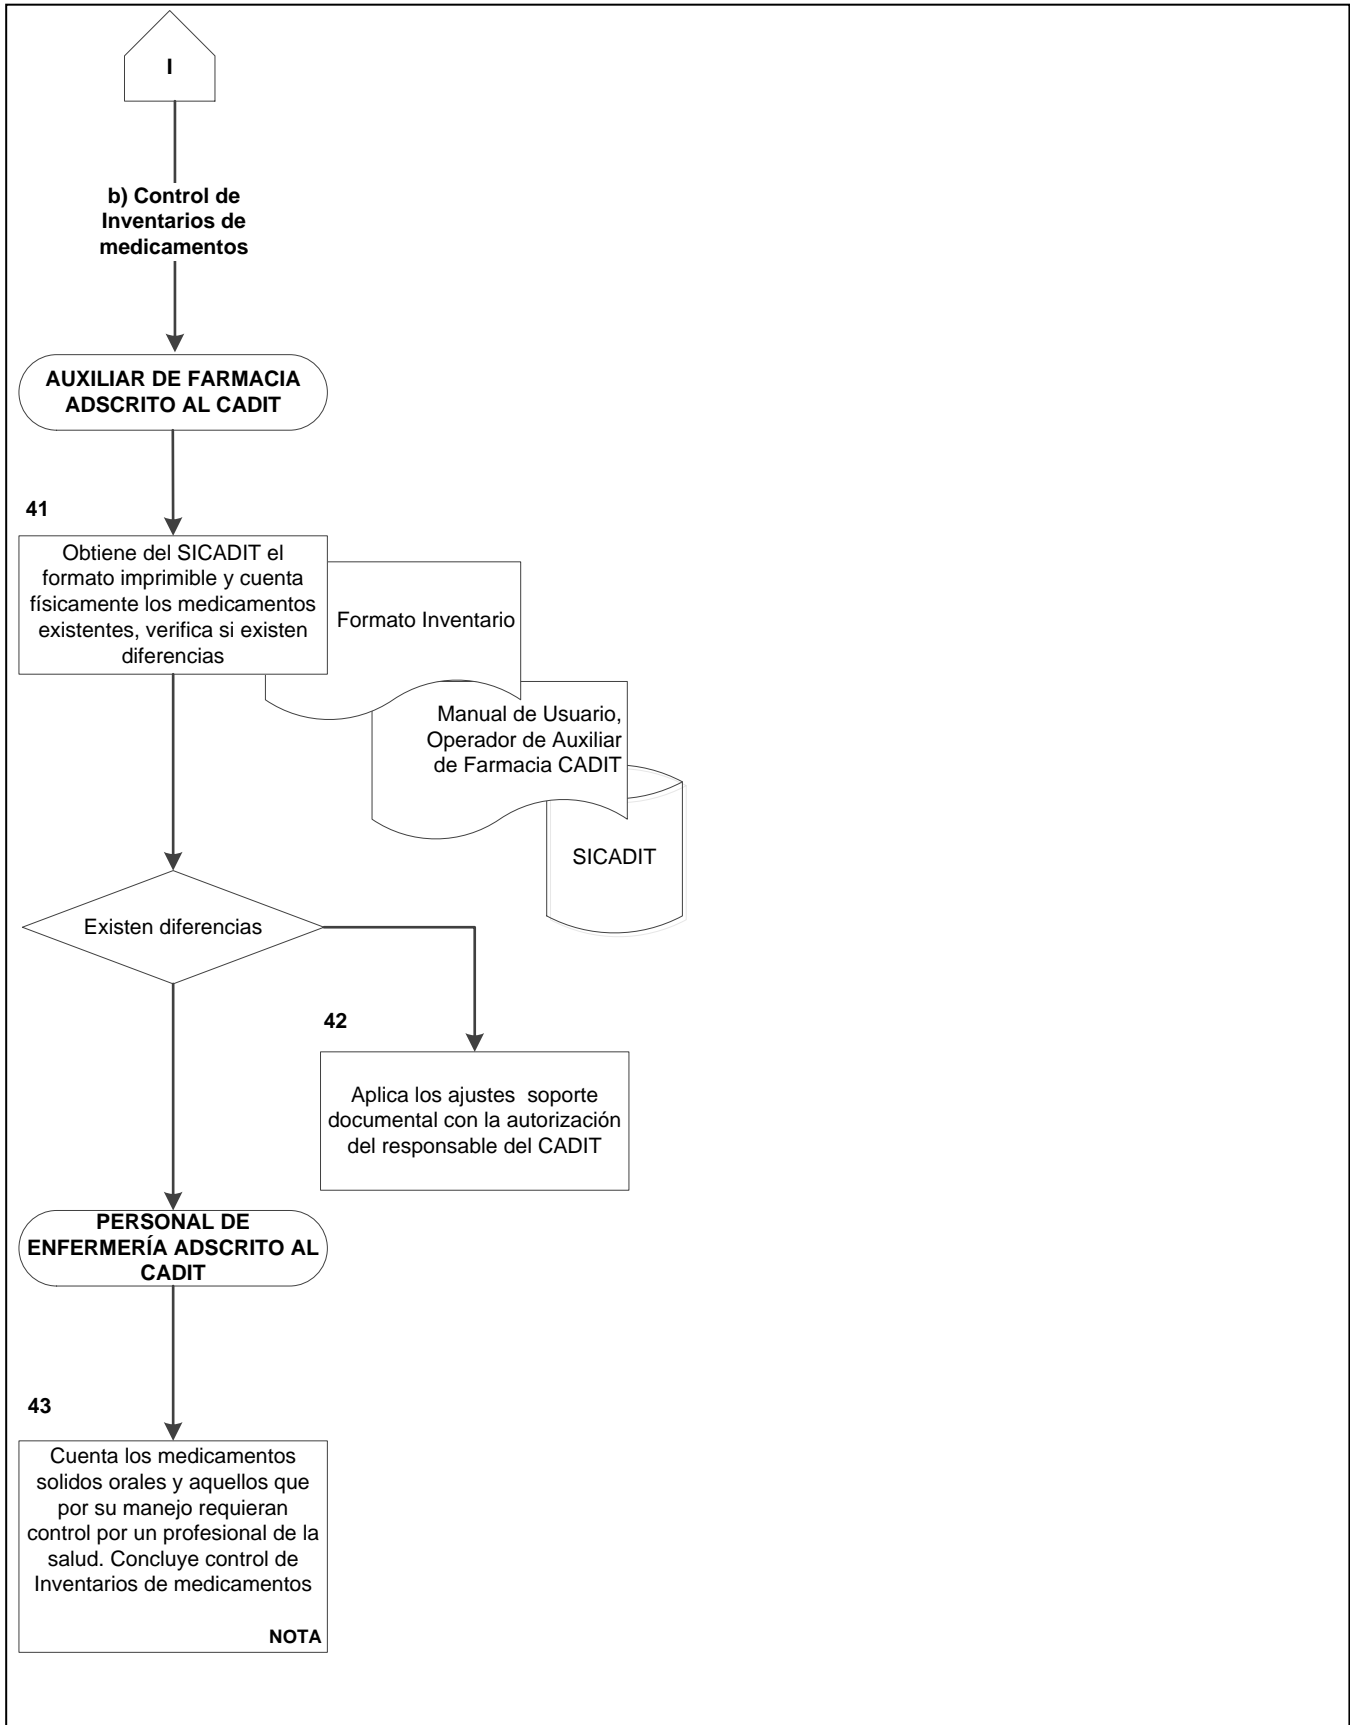 I
b) Control de
Inventarios de
medicamentos
AUXILIAR DE FARMACIA
ADSCRITO AL CADIT
41
Obtiene del SICADIT el
formato imprimible y cuenta
físicamente los medicamentos
existentes, verifica si existen
diferencias
Formato Inventario
Manual de Usuario,
Operador de Auxiliar
de Farmacia CADIT
SICADIT
Existen diferencias
42
Aplica los ajustes  soporte
documental con la autorización
del responsable del CADIT
PERSONAL DE
ENFERMERÍA ADSCRITO AL
CADIT
43
Cuenta los medicamentos
solidos orales y aquellos que
por su manejo requieran
control por un profesional de la
salud. Concluye control de
Inventarios de medicamentos
NOTA